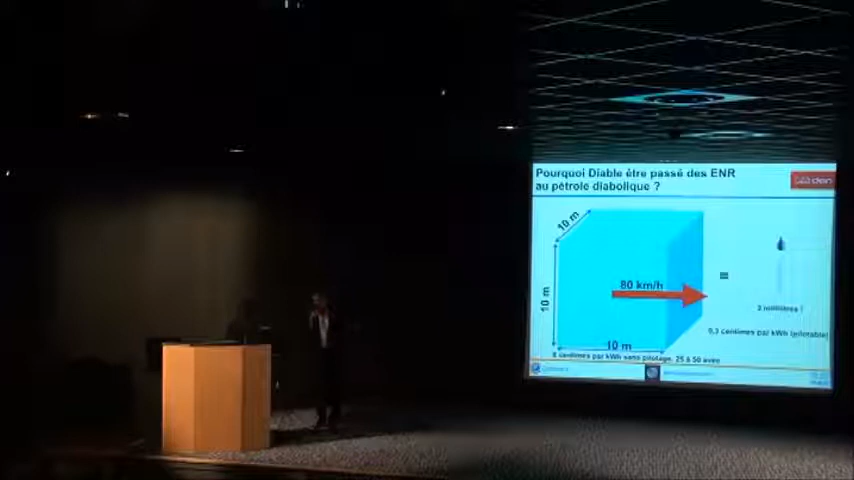 Pourquoi Diable être passé des ENR
au pétrole diabolique ?
10 m
10 m
80 km/h
=
3 millilitres !
10 m
0,3 centimes par kWh (pilotable)
8 centimes par kWh sans pilotage, 25 à 50 avec